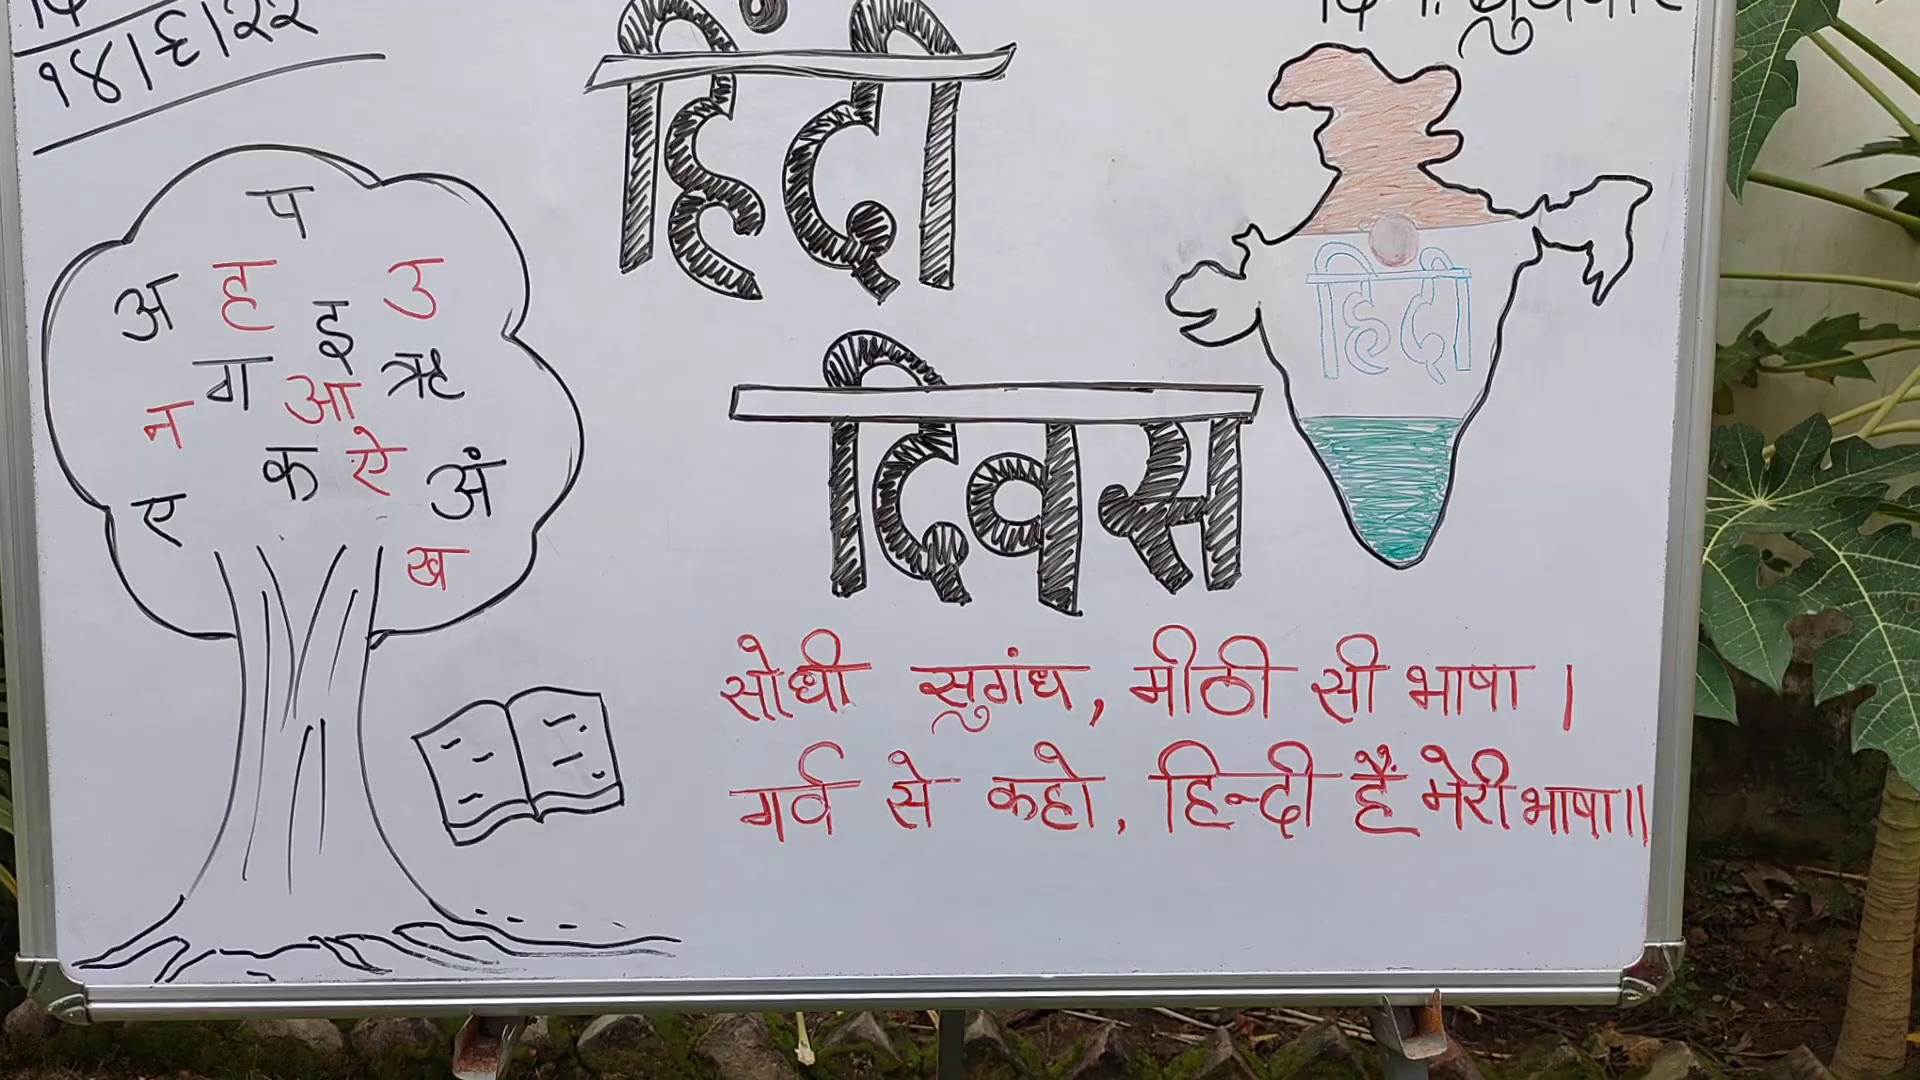 १४/९/२२
हिंदी
दिवस
हिंदी
प
अ ह इ उ
न ग आ ऋ
ए क ऐ अं
ख
सोधी सुगंध, मीठी सी भाषा ।
गर्व से कहो, हिन्दी हैं मेरी भाषा॥